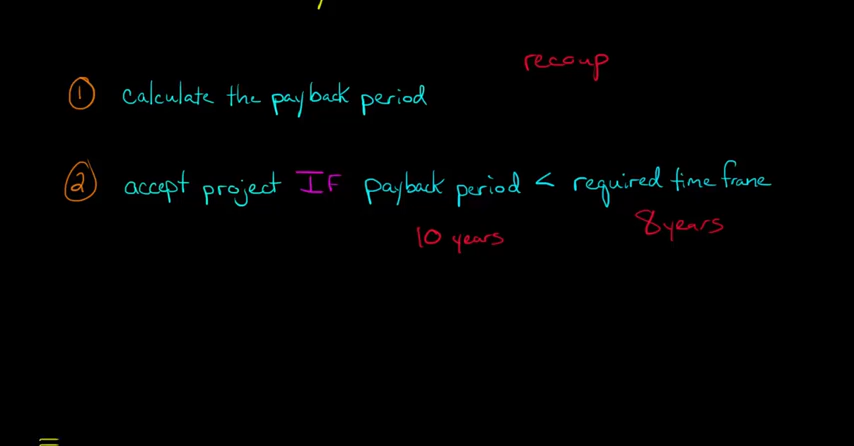 recoup
① calculate the payback period
② accept project IF payback period < required time frame
10 years 8 years